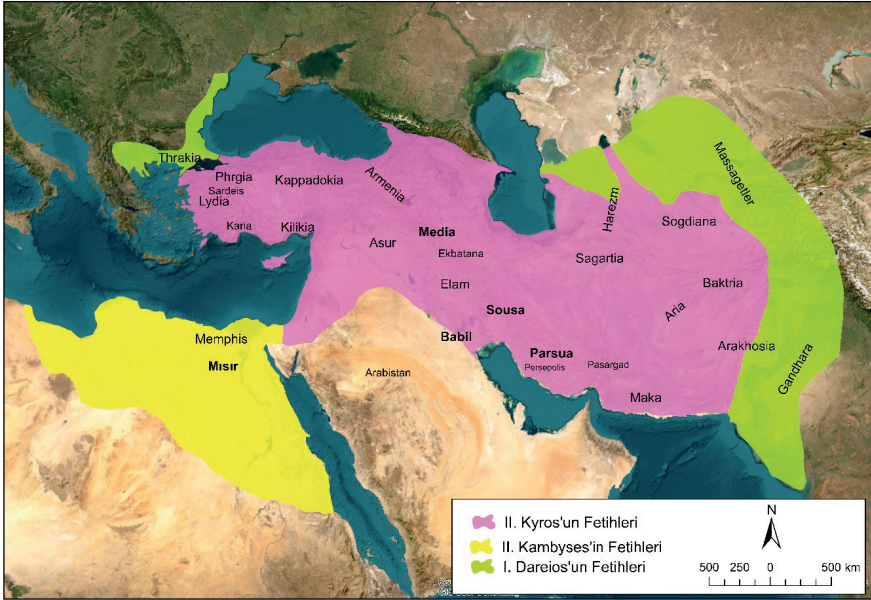 Thrakia
Phrgia
Sardeis
Lydia
Karia
Kappadokia
Kilikia
Armenia
Asur
Media
Ekbatana
Elam
Sousa
Babil
Parsua
Persepolis
Pasargad
Maka
Sagartia
Harezm
Sogdiana
Massagetler
Baktria
Aria
Arakhosia
Gandhara
Memphis
Mısır
Arabistan
II. Kyros'un Fetihleri
II. Kambyses'in Fetihleri
I. Dareios'un Fetihleri
N
500 250 0 500 km